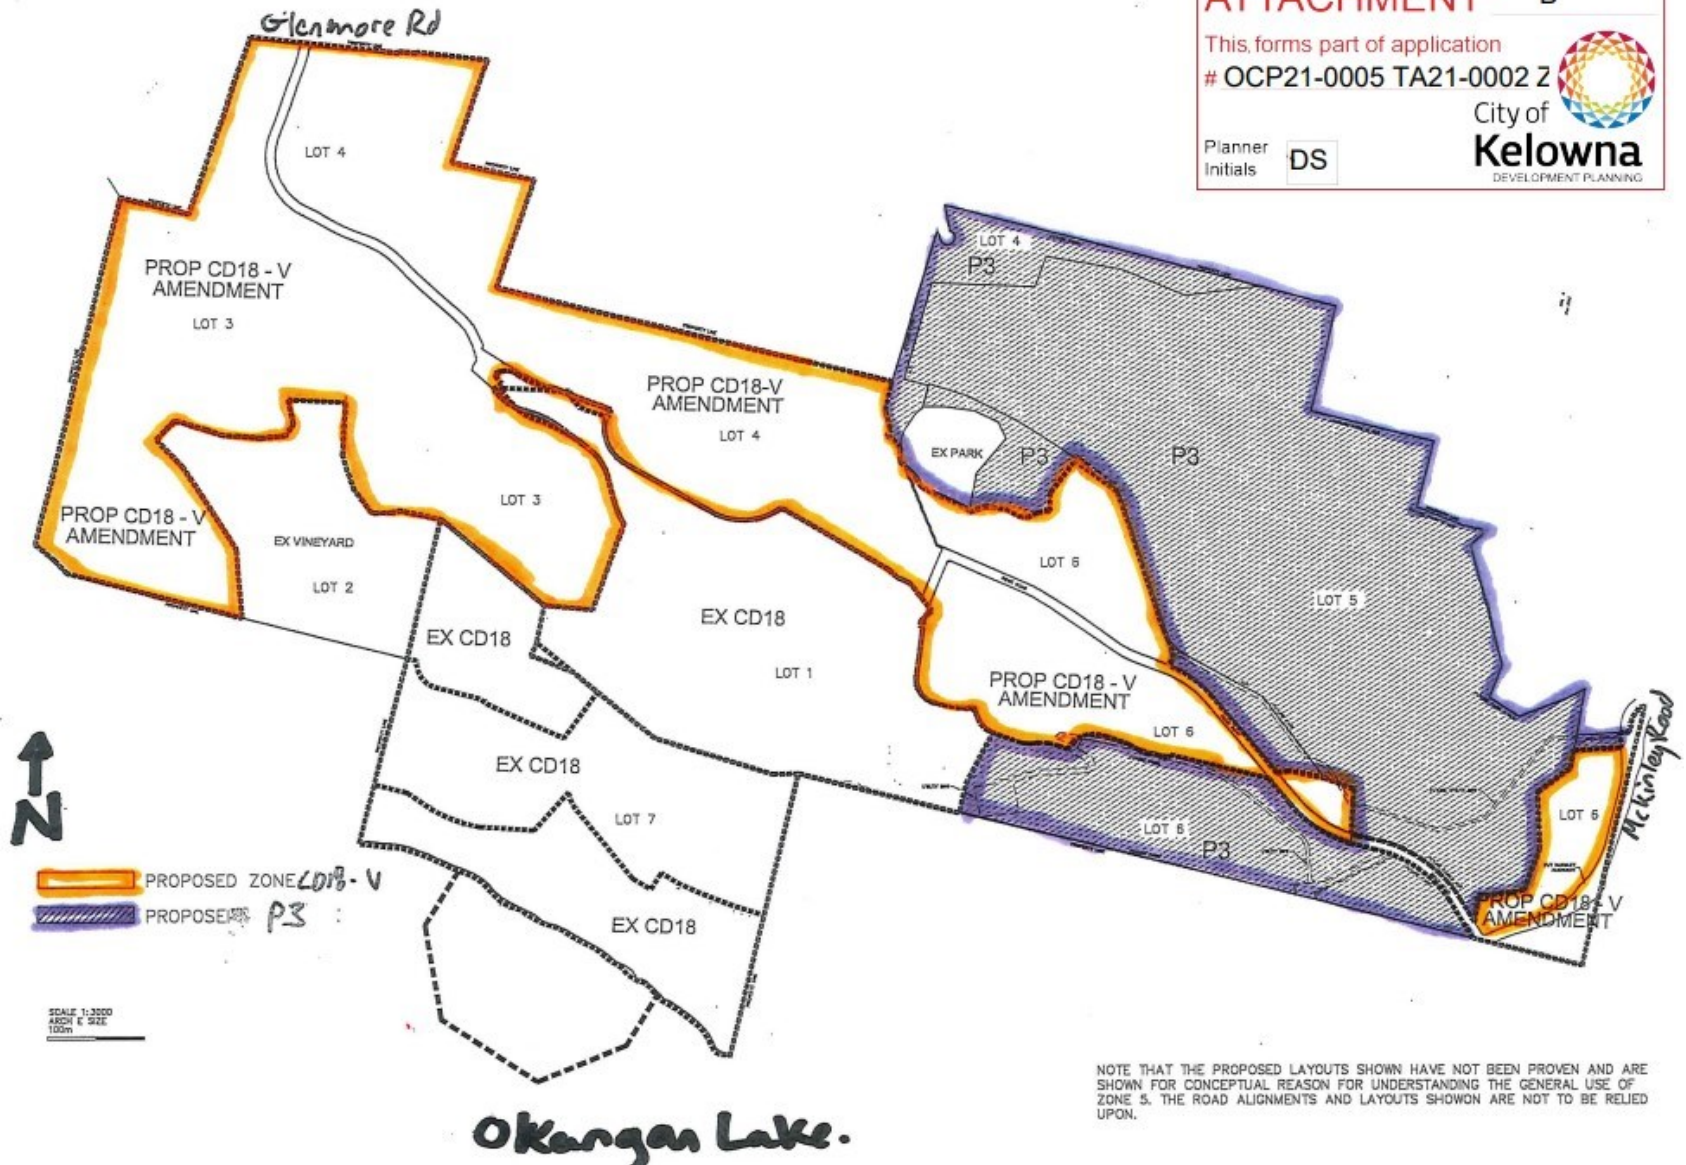 Glenmore Rd
ATTACHMENT
This forms part of application
# OCP21-0005 TA21-0002 Z
City of
Kelowna
DEVELOPMENT PLANNING
Planner
Initials
DS
LOT 4
PROP CD18 - V
AMENDMENT
LOT 3
PROP CD18-V
AMENDMENT
LOT 4
LOT 4
P3
EX PARK
P3
P3
PROP CD18 - V
AMENDMENT
EX VINEYARD
LOT 2
LOT 3
LOT 6
LOT 5
EX CD18
EX CD18
LOT 1
PROP CD18 - V
AMENDMENT
LOT 6
EX CD18
LOT 7
LOT 6
P3
LOT 6
McKinley Road
PROP CD18 - V
AMENDMENT
EX CD18
N
PROPOSED ZONE CD18 - V
PROPOSED P3
SCALE 1:3000
ARCH E SIZE
100m
NOTE THAT THE PROPOSED LAYOUTS SHOWN HAVE NOT BEEN PROVEN AND ARE
SHOWN FOR CONCEPTUAL REASON FOR UNDERSTANDING THE GENERAL USE OF
ZONE 5. THE ROAD ALIGNMENTS AND LAYOUTS SHOWON ARE NOT TO BE RELIED
UPON.
Okangan Lake.